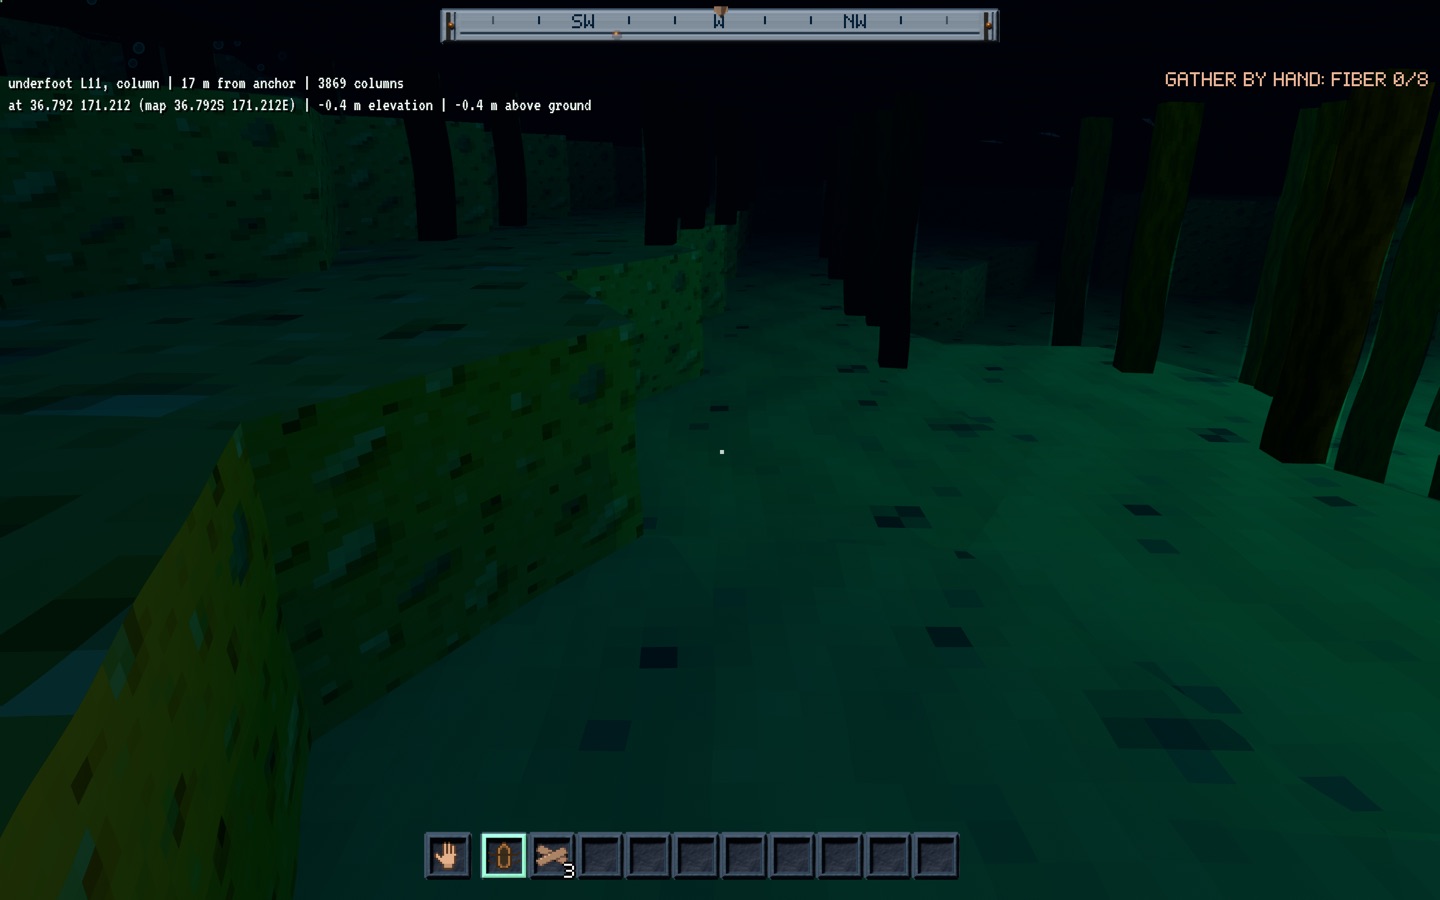 SW W NW
underfoot L11, column | 17 m from anchor | 3869 columns
GATHER BY HAND: FIBER 0/8
at 36.792 171.212 (map 36.792S 171.212E) | -0.4 m elevation | -0.4 m above ground
3